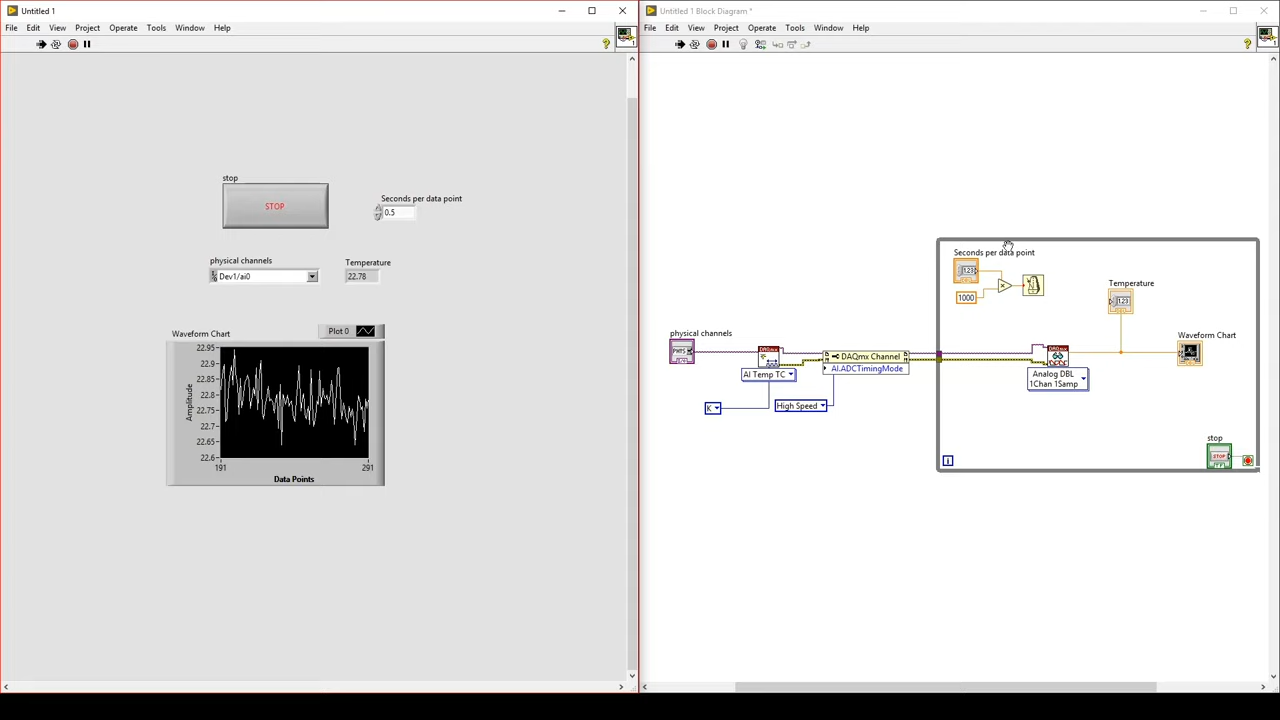 Untitled 1
File Edit View Project Operate Tools Window Help
stop
STOP
Seconds per data point
0.5
physical channels
Dev1/ai0
Temperature
22.78
Waveform Chart
Plot 0
22.95
22.9
22.85
22.8
22.75
22.7
22.65
22.6
Amplitude
191
291
Data Points
Untitled 1 Block Diagram *
File Edit View Project Operate Tools Window Help
Seconds per data point
123
1000
Temperature
123
physical channels
Waveform Chart
DAQmx Channel
AI.ADCTimingMode
AI Temp TC
K
High Speed
Analog DBL
1Chan 1Samp
stop
STOP
i